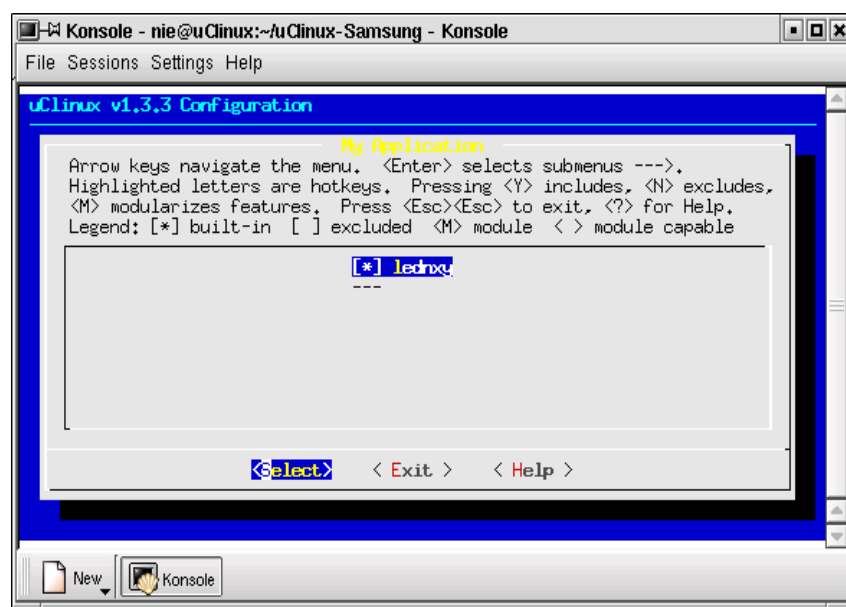 Konsole - nie@uClinux:~/uClinux-Samsung - Konsole
File Sessions Settings Help
uClinux v1.3.3 Configuration
My Application
Arrow keys navigate the menu. <Enter> selects submenus --->.
Highlighted letters are hotkeys. Pressing <Y> includes, <N> excludes,
<M> modularizes features. Press <Esc><Esc> to exit, <?> for Help.
Legend: [*] built-in [ ] excluded <M> module < > module capable
[*] lednxy
---
<Select> < Exit > < Help >
New Konsole